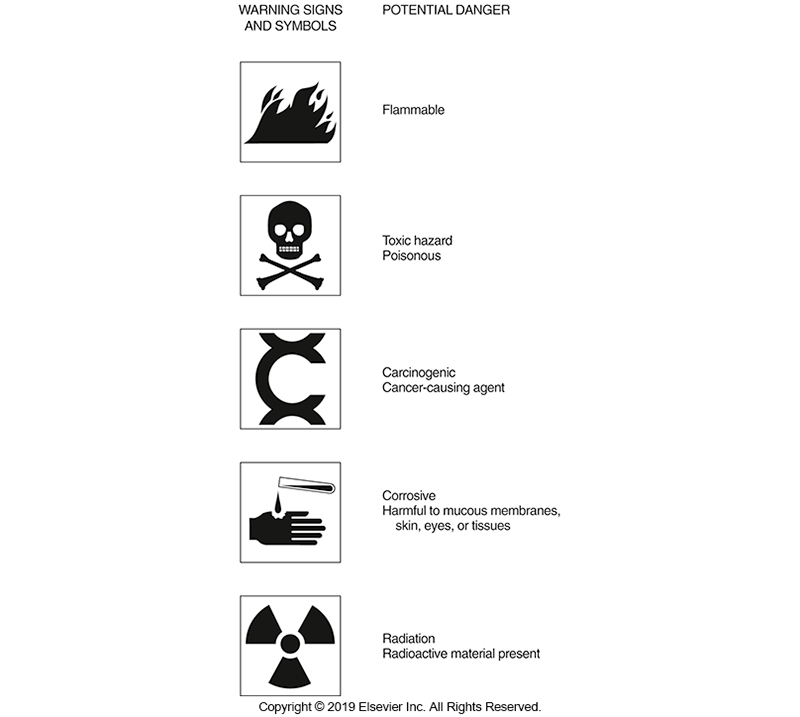 WARNING SIGNS
AND SYMBOLS
POTENTIAL DANGER
Flammable
Toxic hazard
Poisonous
Carcinogenic
Cancer-causing agent
Corrosive
Harmful to mucous membranes,
skin, eyes, or tissues
Radiation
Radioactive material present
Copyright © 2019 Elsevier Inc. All Rights Reserved.